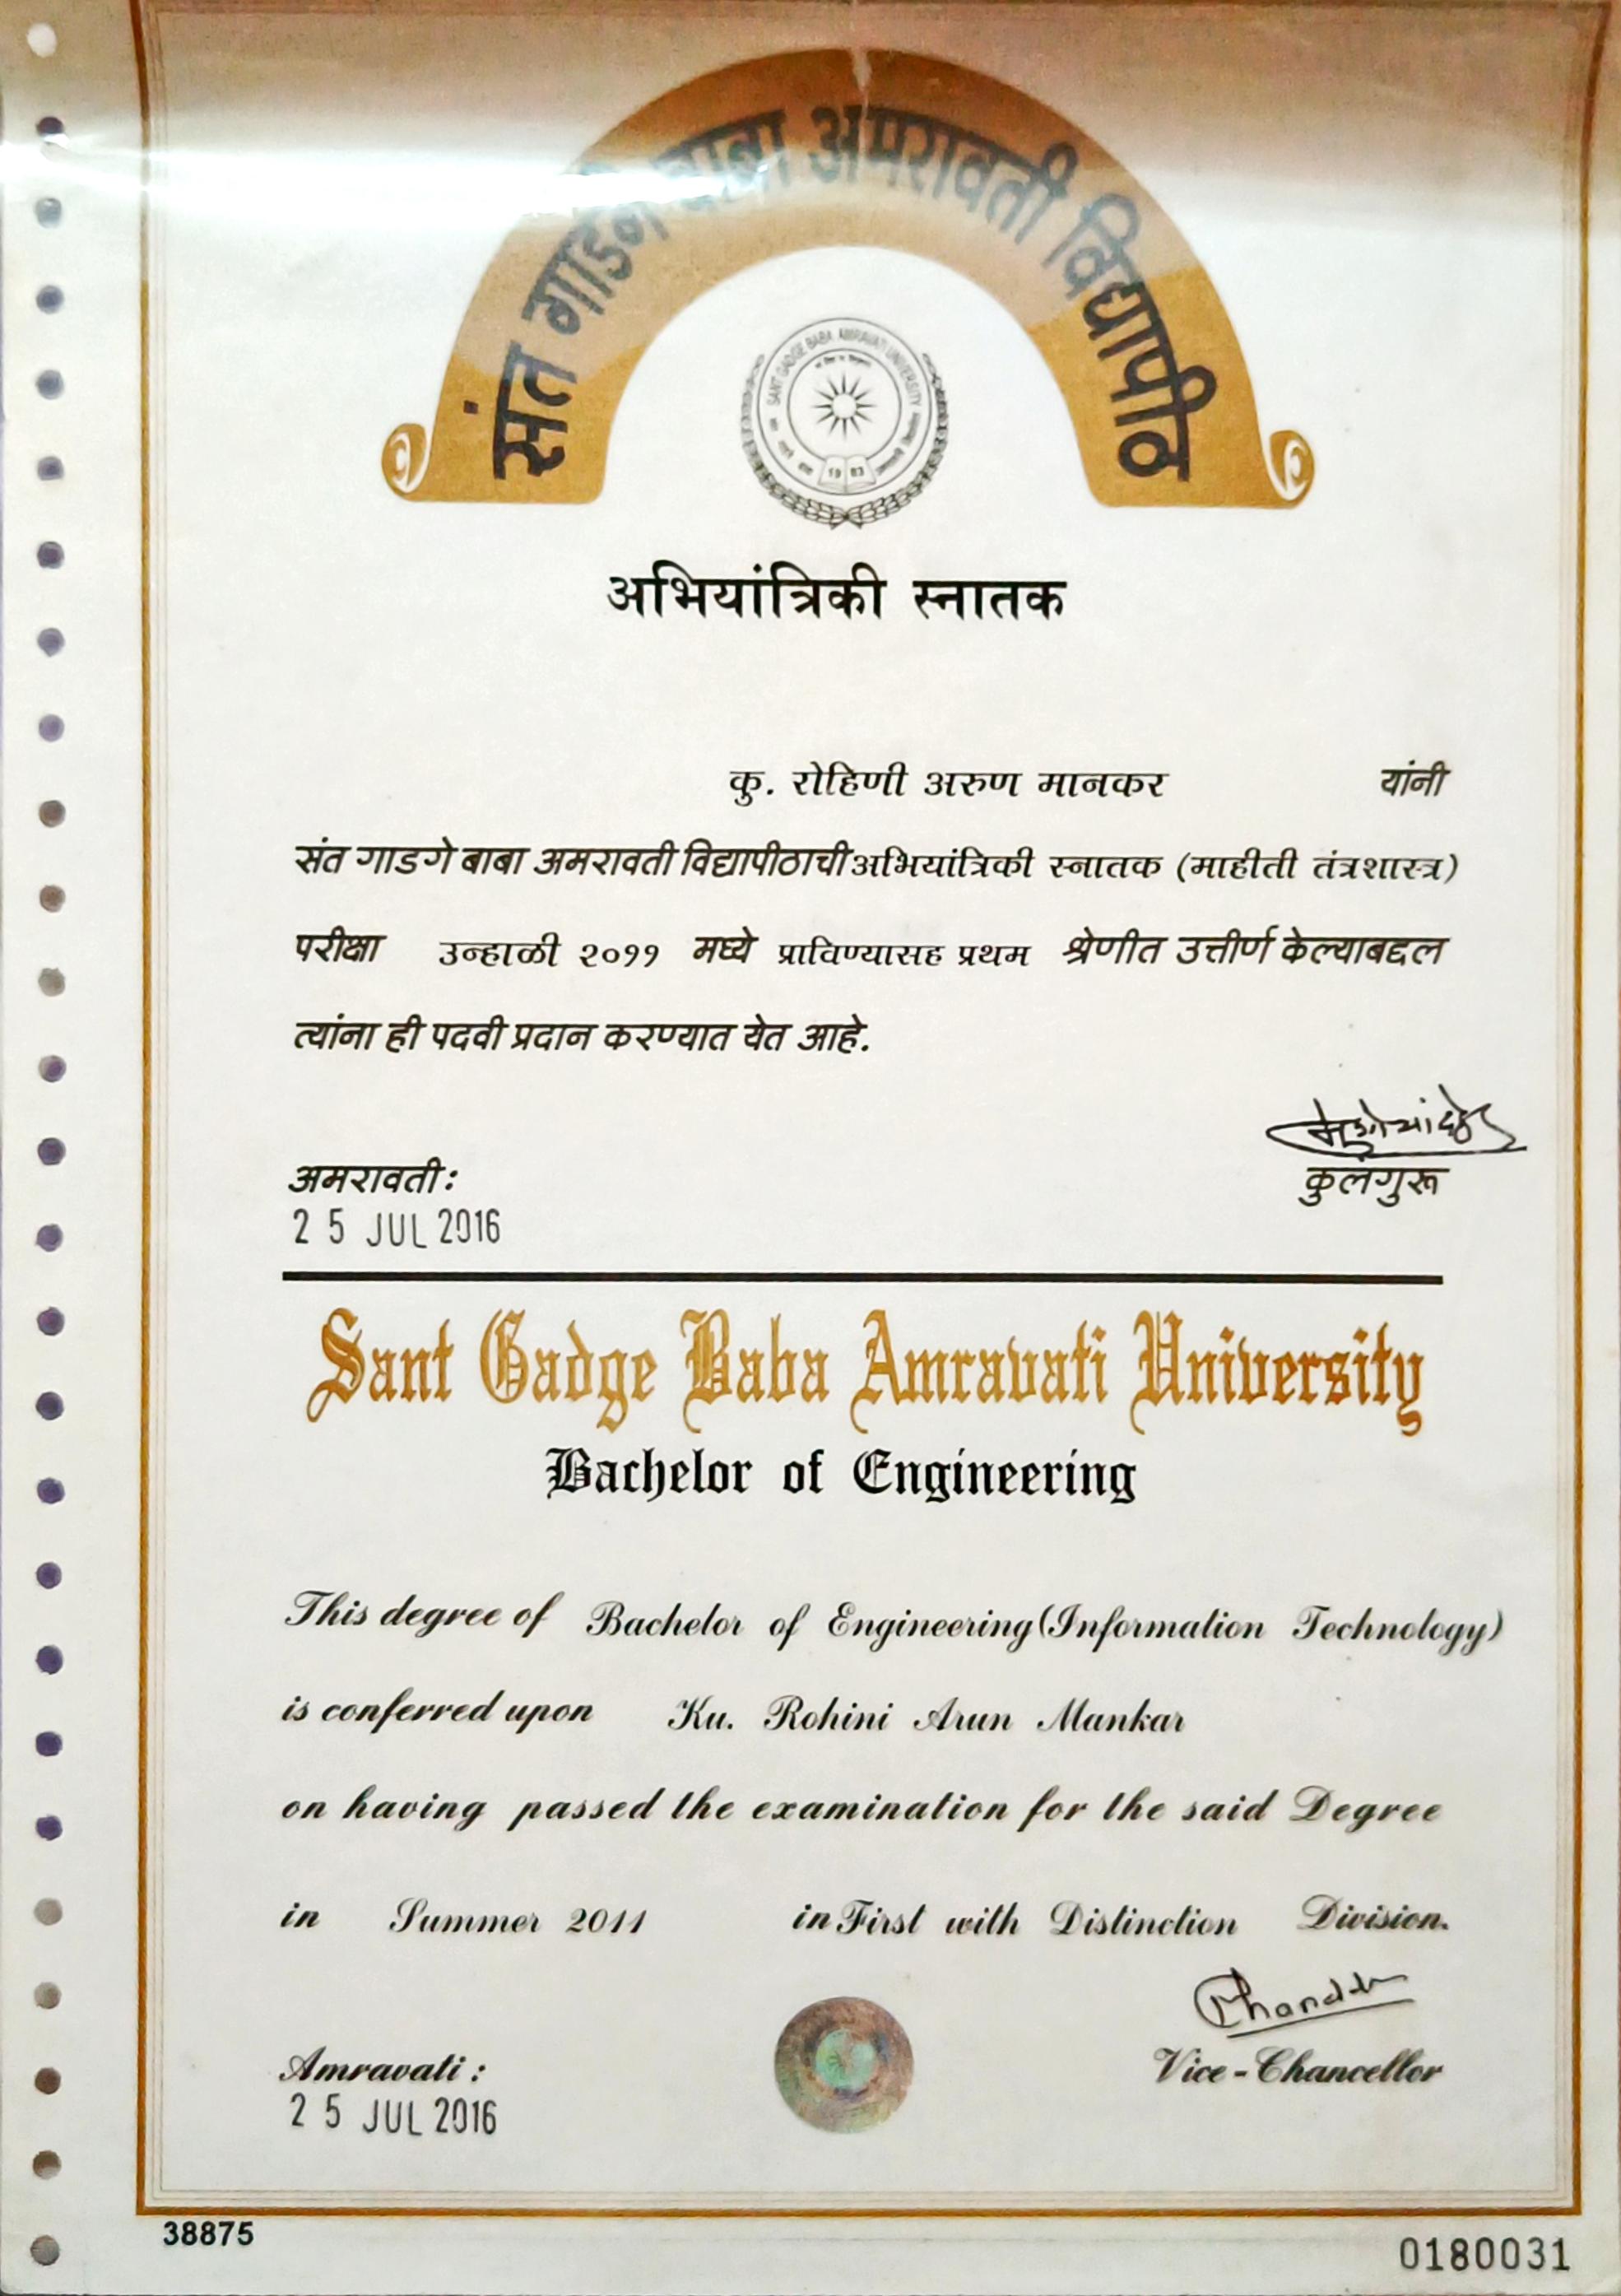 संत गाडगे बाबा अमरावती विद्यापीठ
SANT GADGE BABA AMRAVATI UNIVERSITY
19 83
अभियांत्रिकी स्नातक
कु. रोहिणी अरुण मानकर यांनी
संत गाडगे बाबा अमरावती विद्यापीठाची अभियांत्रिकी स्नातक (माहीती तंत्रशास्त्र)
परीक्षा उन्हाळी २०११ मध्ये प्राविण्यासह प्रथम श्रेणीत उत्तीर्ण केल्याबद्दल
त्यांना ही पदवी प्रदान करण्यात येत आहे.
अमरावती:
कुलगुरू
25 JUL 2016
Sant Gadge Baba Amravati University
Bachelor of Engineering
This degree of Bachelor of Engineering(Information Technology)
is conferred upon Ku. Rohini Arun Mankar
on having passed the examination for the said Degree
in Summer 2011 in First with Distinction Division.
Amravati :
Vice-Chancellor
25 JUL 2016
38875
0180031